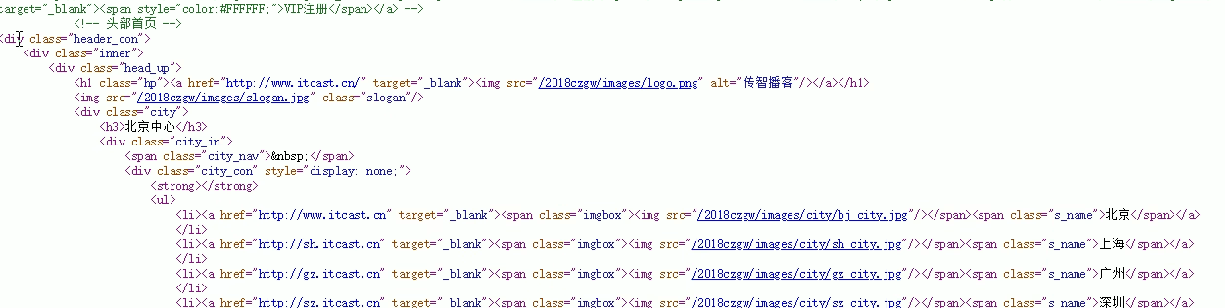 target="_blank"><span style="color:#FFFFFF;">VIP注册</span></a> -->
<!-- 头部首页 -->
<div class="header_con">
<div class="inner">
<div class="head_up">
<h1 class="hp"><a href="http://www.itcast.cn/" target="_blank"><img src="/2018czgw/images/logo.png" alt="传智播客"/></a></h1>
<img src="/2018czgw/images/slogan.jpg" class="slogan"/>
<div class="city">
<h3>北京中心</h3>
<div class="city_in">
<span class="city_nav">&nbsp;</span>
<div class="city_con" style="display: none;">
<strong></strong>
<ul>
<li><a href="http://www.itcast.cn" target="_blank"><span class="imgbox"><img src="/2018czgw/images/city/bj_city.jpg"/></span><span class="s_name">北京</span></a>
</li>
<li><a href="http://sh.itcast.cn" target="_blank"><span class="imgbox"><img src="/2018czgw/images/city/sh_city.jpg"/></span><span class="s_name">上海</span></a>
</li>
<li><a href="http://gz.itcast.cn" target="_blank"><span class="imgbox"><img src="/2018czgw/images/city/gz_city.jpg"/></span><span class="s_name">广州</span></a>
</li>
<li><a href="http://sz.itcast.cn" target="_blank"><span class="imgbox"><img src="/2018czgw/images/city/sz_city.jpg"/></span><span class="s_name">深圳</span></a>